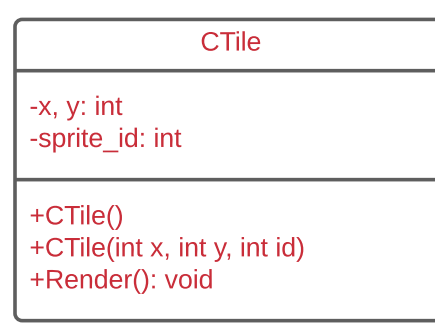 CTile
-x, y: int
-sprite_id: int
+CTile()
+CTile(int x, int y, int id)
+Render(): void